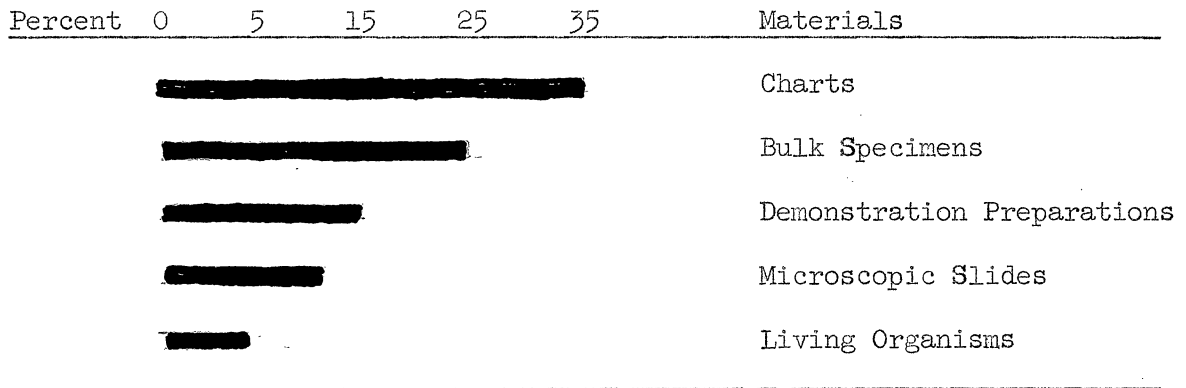 Percent 0 5 15 25 35 Materials
Charts
Bulk Specimens
Demonstration Preparations
Microscopic Slides
Living Organisms